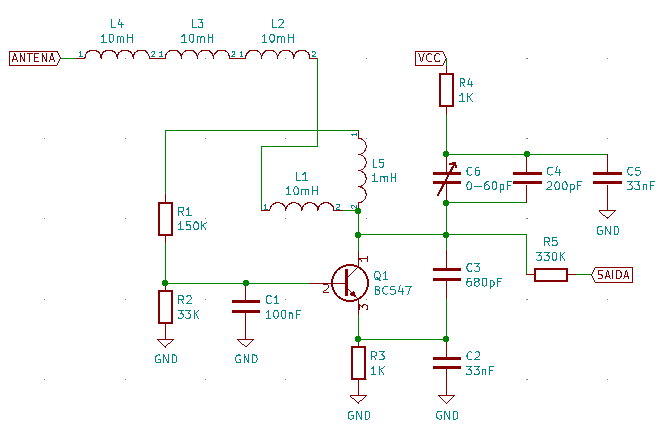 L4
10mH
L3
10mH
L2
10mH
ANTENA
1
2
1
2
1
2
VCC
R4
1K
1
L5
1mH
2
L1
10mH
1
2
C6
0-60pF
C4
200pF
C5
33nF
GND
R1
150K
R5
330K
SAIDA
C3
680pF
1
Q1
BC547
2
3
R2
33K
C1
100nF
GND
GND
R3
1K
C2
33nF
GND
GND